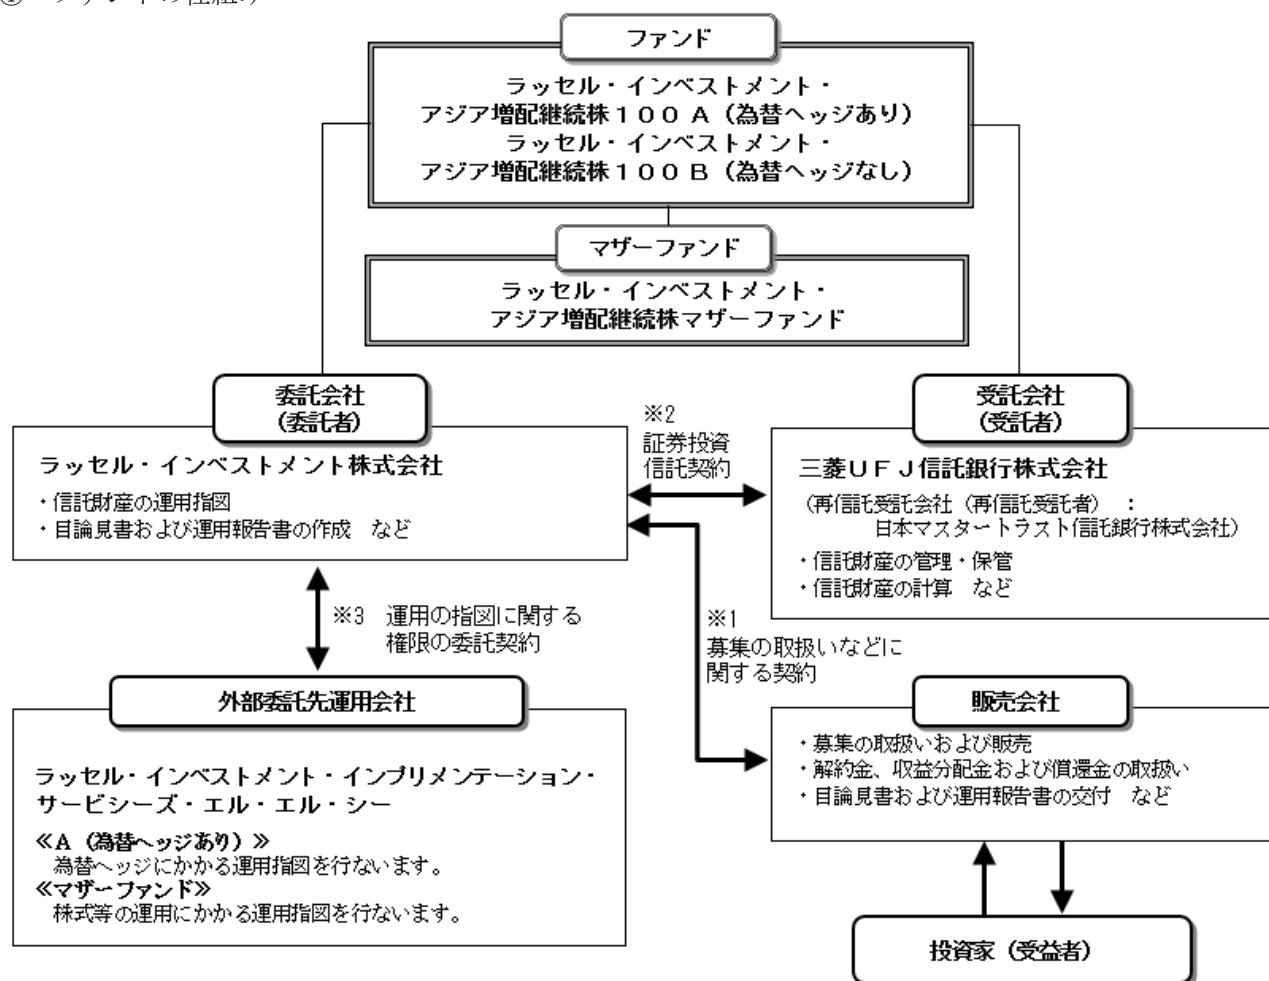 ① ファンドの仕組み
ファンド
ラッセル・インベストメント・
アジア増配継続株１００Ａ（為替ヘッジあり）
ラッセル・インベストメント・
アジア増配継続株１００Ｂ（為替ヘッジなし）
マザーファンド
ラッセル・インベストメント・
アジア増配継続株マザーファンド
委託会社
（委託者）
ラッセル・インベストメント株式会社
・信託財産の運用指図
・目論見書および運用報告書の作成　など
※2
証券投資
信託契約
受託会社
（受託者）
三菱ＵＦＪ信託銀行株式会社
（再信託受託会社（再信託受託者）　：
日本マスタートラスト信託銀行株式会社）
・信託財産の管理・保管
・信託財産の計算　など
※3　運用の指図に関する
権限の委託契約
※1
募集の取扱いなどに
関する契約
外部委託先運用会社
ラッセル・インベストメント・インプリメンテーション・
サービシーズ・エル・エル・シー
≪Ａ（為替ヘッジあり）≫
為替ヘッジにかかる運用指図を行ないます。
≪マザーファンド≫
株式等の運用にかかる運用指図を行ないます。
販売会社
・募集の取扱いおよび販売
・解約金、収益分配金および償還金の取扱い
・目論見書および運用報告書の交付　など
投資家（受益者）